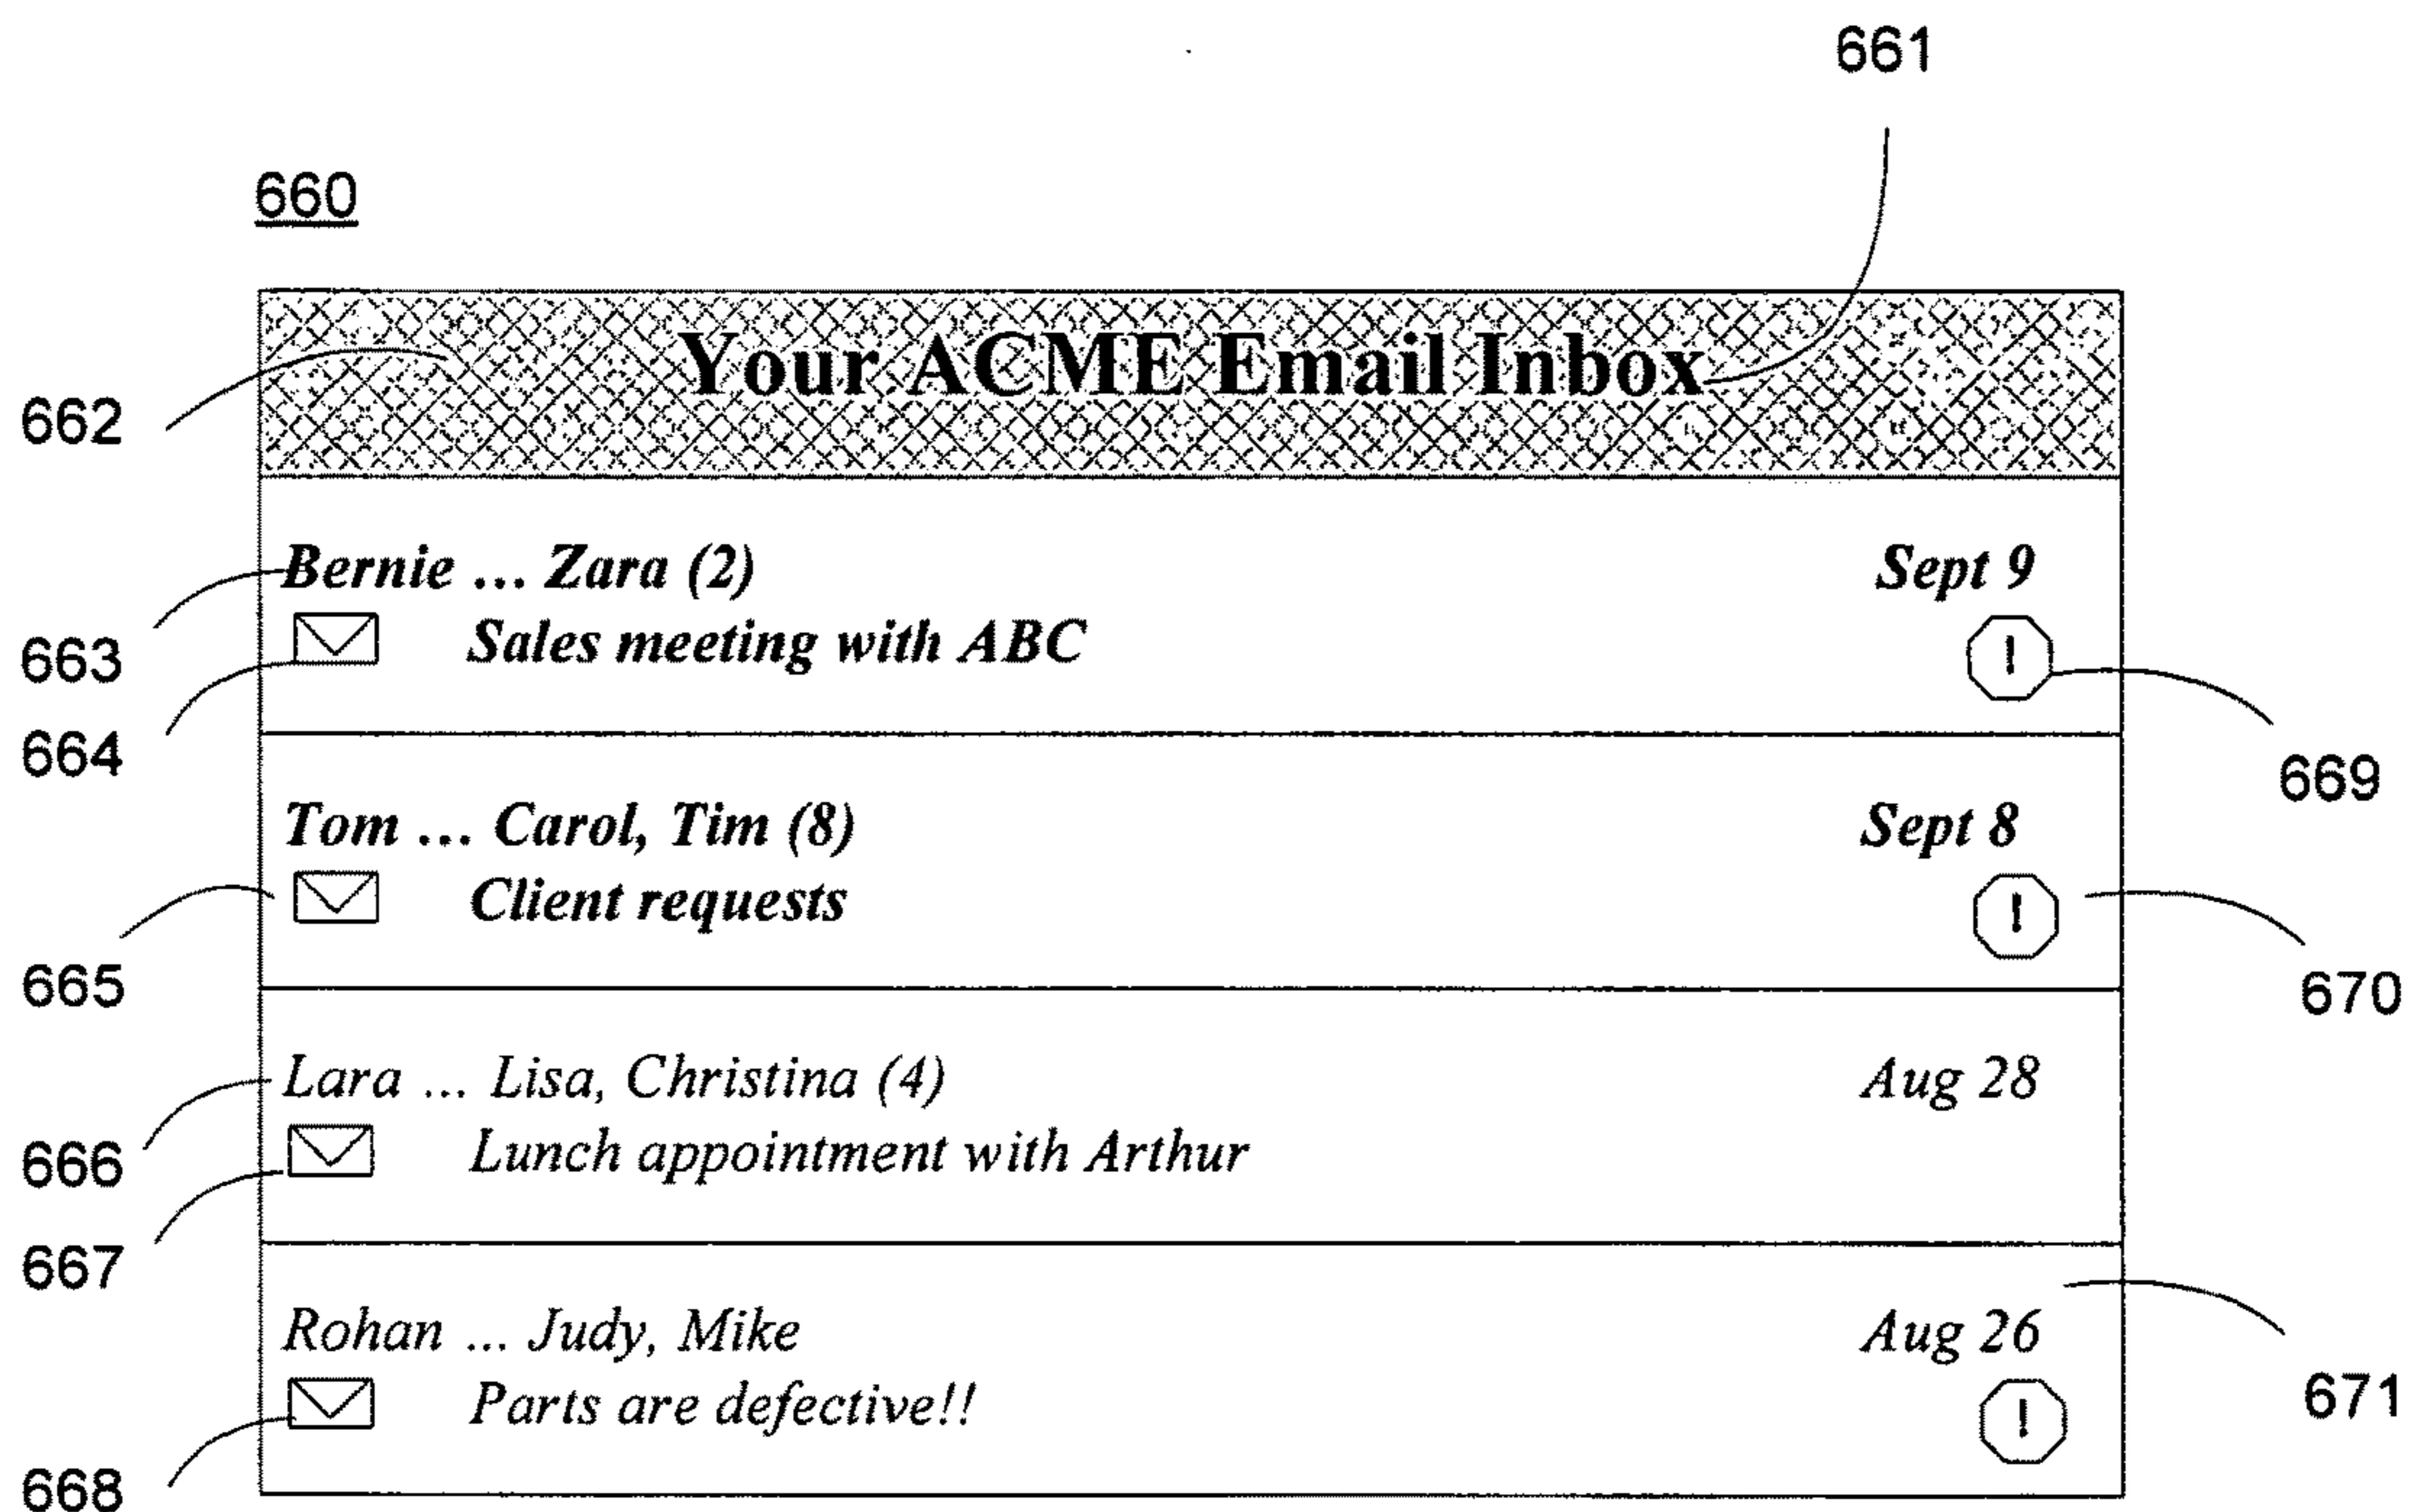 661
660
Your ACME Email Inbox
662
Bernie ... Zara (2) Sept 9
663
Sales meeting with ABC !
664
669
Tom ... Carol, Tim (8) Sept 8
Client requests !
665
670
Lara ... Lisa, Christina (4) Aug 28
666
Lunch appointment with Arthur
667
Rohan ... Judy, Mike Aug 26
671
Parts are defective!! !
668